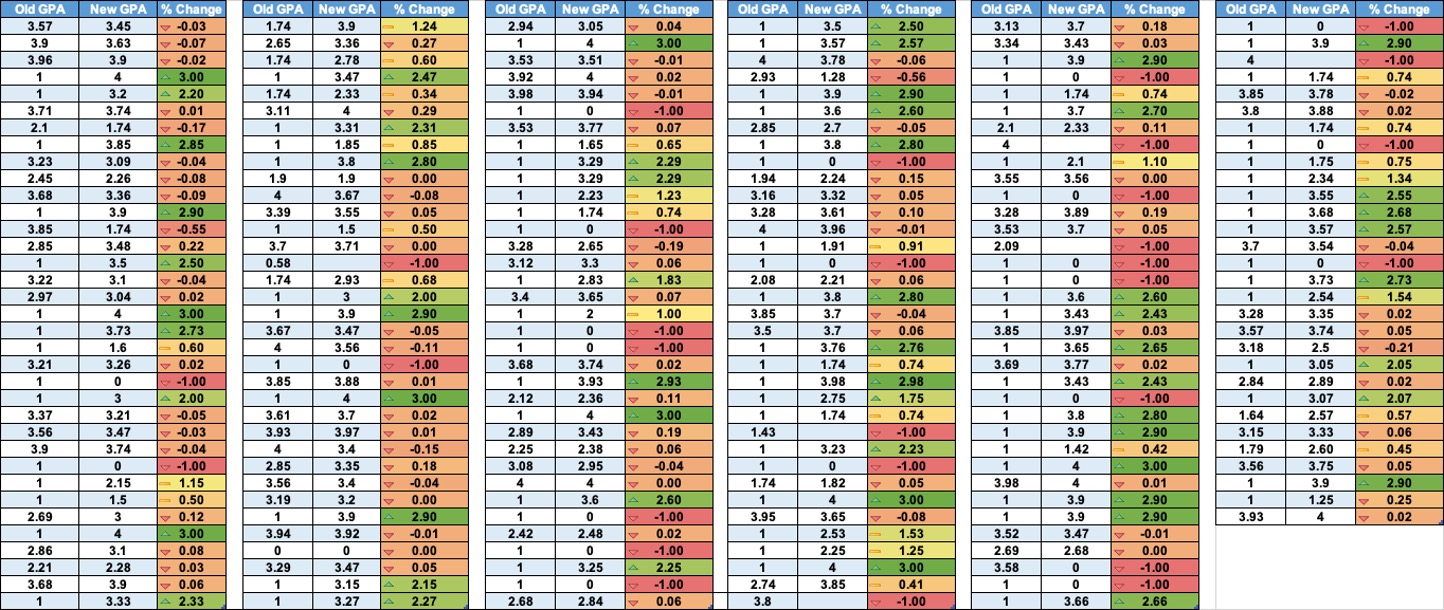 Old GPA New GPA % Change
3.57 3.45 -0.03
3.9 3.63 -0.07
3.96 3.9 -0.02
1 4 3.00
1 3.2 2.20
3.71 3.74 0.01
2.1 1.74 -0.17
1 3.85 2.85
3.23 3.09 -0.04
2.45 2.26 -0.08
3.68 3.36 -0.09
1 3.9 2.90
3.85 1.74 -0.55
2.85 3.48 0.22
1 3.5 2.50
3.22 3.1 -0.04
2.97 3.04 0.02
1 4 3.00
1 3.73 2.73
1 1.6 0.60
3.21 3.26 0.02
1 0 -1.00
1 3 2.00
3.37 3.21 -0.05
3.56 3.47 -0.03
3.9 3.74 -0.04
1 0 -1.00
1 2.15 1.15
1 1.5 0.50
2.69 3 0.12
1 4 3.00
2.86 3.1 0.08
2.21 2.28 0.03
3.68 3.9 0.06
1 3.33 2.33
Old GPA New GPA % Change
1.74 3.9 1.24
2.65 3.36 0.27
1.74 2.78 0.60
1 3.47 2.47
1.74 2.33 0.34
3.11 4 0.29
1 3.31 2.31
1 1.85 0.85
1 3.8 2.80
1.9 1.9 0.00
4 3.67 -0.08
3.39 3.55 0.05
1 1.5 0.50
3.7 3.71 0.00
0.58 -1.00
1.74 2.93 0.68
1 3 2.00
1 3.9 2.90
3.67 3.47 -0.05
4 3.56 -0.11
1 0 -1.00
3.85 3.88 0.01
1 4 3.00
3.61 3.7 0.02
3.93 3.97 0.01
4 3.4 -0.15
2.85 3.35 0.18
3.56 3.4 -0.04
3.19 3.2 0.00
1 3.9 2.90
3.94 3.92 -0.01
0 0 0.00
3.29 3.47 0.05
1 3.15 2.15
1 3.27 2.27
Old GPA New GPA % Change
2.94 3.05 0.04
1 4 3.00
3.53 3.51 -0.01
3.92 4 0.02
3.98 3.94 -0.01
1 0 -1.00
3.53 3.77 0.07
1 1.65 0.65
1 3.29 2.29
1 3.29 2.29
1 2.23 1.23
1 1.74 0.74
1 0 -1.00
3.28 2.65 -0.19
3.12 3.3 0.06
1 2.83 1.83
3.4 3.65 0.07
1 2 1.00
1 0 -1.00
1 0 -1.00
3.68 3.74 0.02
1 3.93 2.93
2.12 2.36 0.11
1 4 3.00
2.89 3.43 0.19
2.25 2.38 0.06
3.08 2.95 -0.04
4 4 0.00
1 3.6 2.60
1 0 -1.00
2.42 2.48 0.02
1 0 -1.00
1 3.25 2.25
1 0 -1.00
2.68 2.84 0.06
Old GPA New GPA % Change
1 3.5 2.50
1 3.57 2.57
4 3.78 -0.06
2.93 1.28 -0.56
1 3.9 2.90
1 3.6 2.60
2.85 2.7 -0.05
1 3.8 2.80
1 0 -1.00
1.94 2.24 0.15
3.16 3.32 0.05
3.28 3.61 0.10
4 3.96 -0.01
1 1.91 0.91
1 0 -1.00
2.08 2.21 0.06
1 3.8 2.80
3.85 3.7 -0.04
3.5 3.7 0.06
1 3.76 2.76
1 1.74 0.74
1 3.98 2.98
1 2.75 1.75
1 1.74 0.74
1.43 -1.00
1 3.23 2.23
1 0 -1.00
1.74 1.82 0.05
1 4 3.00
3.95 3.65 -0.08
1 2.53 1.53
1 2.25 1.25
1 4 3.00
2.74 3.85 0.41
3.8 -1.00
Old GPA New GPA % Change
3.13 3.7 0.18
3.34 3.43 0.03
1 3.9 2.90
1 0 -1.00
1 1.74 0.74
1 3.7 2.70
2.1 2.33 0.11
4 -1.00
1 2.1 1.10
3.55 3.56 0.00
1 0 -1.00
3.28 3.89 0.19
3.53 3.7 0.05
2.09 -1.00
1 0 -1.00
1 0 -1.00
1 3.6 2.60
1 3.43 2.43
3.85 3.97 0.03
1 3.65 2.65
3.69 3.77 0.02
1 3.43 2.43
1 0 -1.00
1 3.8 2.80
1 3.9 2.90
1 1.42 0.42
1 4 3.00
3.98 4 0.01
1 3.9 2.90
1 3.9 2.90
3.52 3.47 -0.01
2.69 2.68 0.00
3.58 0 -1.00
1 0 -1.00
1 3.66 2.66
Old GPA New GPA % Change
1 0 -1.00
1 3.9 2.90
4 -1.00
1 1.74 0.74
3.85 3.78 -0.02
3.8 3.88 0.02
1 1.74 0.74
1 0 -1.00
1 1.75 0.75
1 2.34 1.34
1 3.55 2.55
1 3.68 2.68
1 3.57 2.57
3.7 3.54 -0.04
1 0 -1.00
1 3.73 2.73
1 2.54 1.54
3.28 3.35 0.02
3.57 3.74 0.05
3.18 2.5 -0.21
1 3.05 2.05
2.84 2.89 0.02
1 3.07 2.07
1.64 2.57 0.57
3.15 3.33 0.06
1.79 2.60 0.45
3.56 3.75 0.05
1 3.9 2.90
1 1.25 0.25
3.93 4 0.02